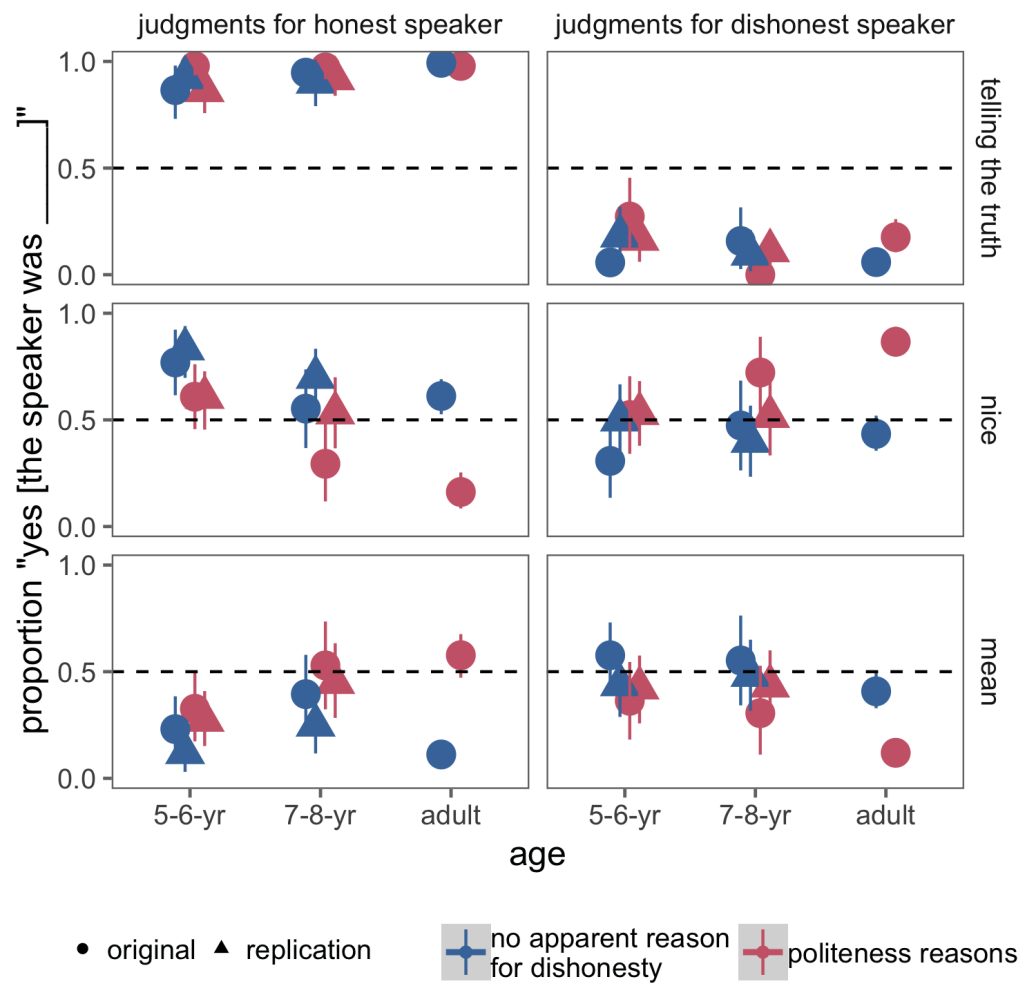 judgments for honest speaker
judgments for dishonest speaker
proportion "yes [the speaker was ______]"
1.0
0.5
0.0
telling the truth
1.0
0.5
0.0
nice
1.0
0.5
0.0
mean
5-6-yr
7-8-yr
adult
5-6-yr
7-8-yr
adult
age
original
replication
no apparent reason
for dishonesty
politeness reasons